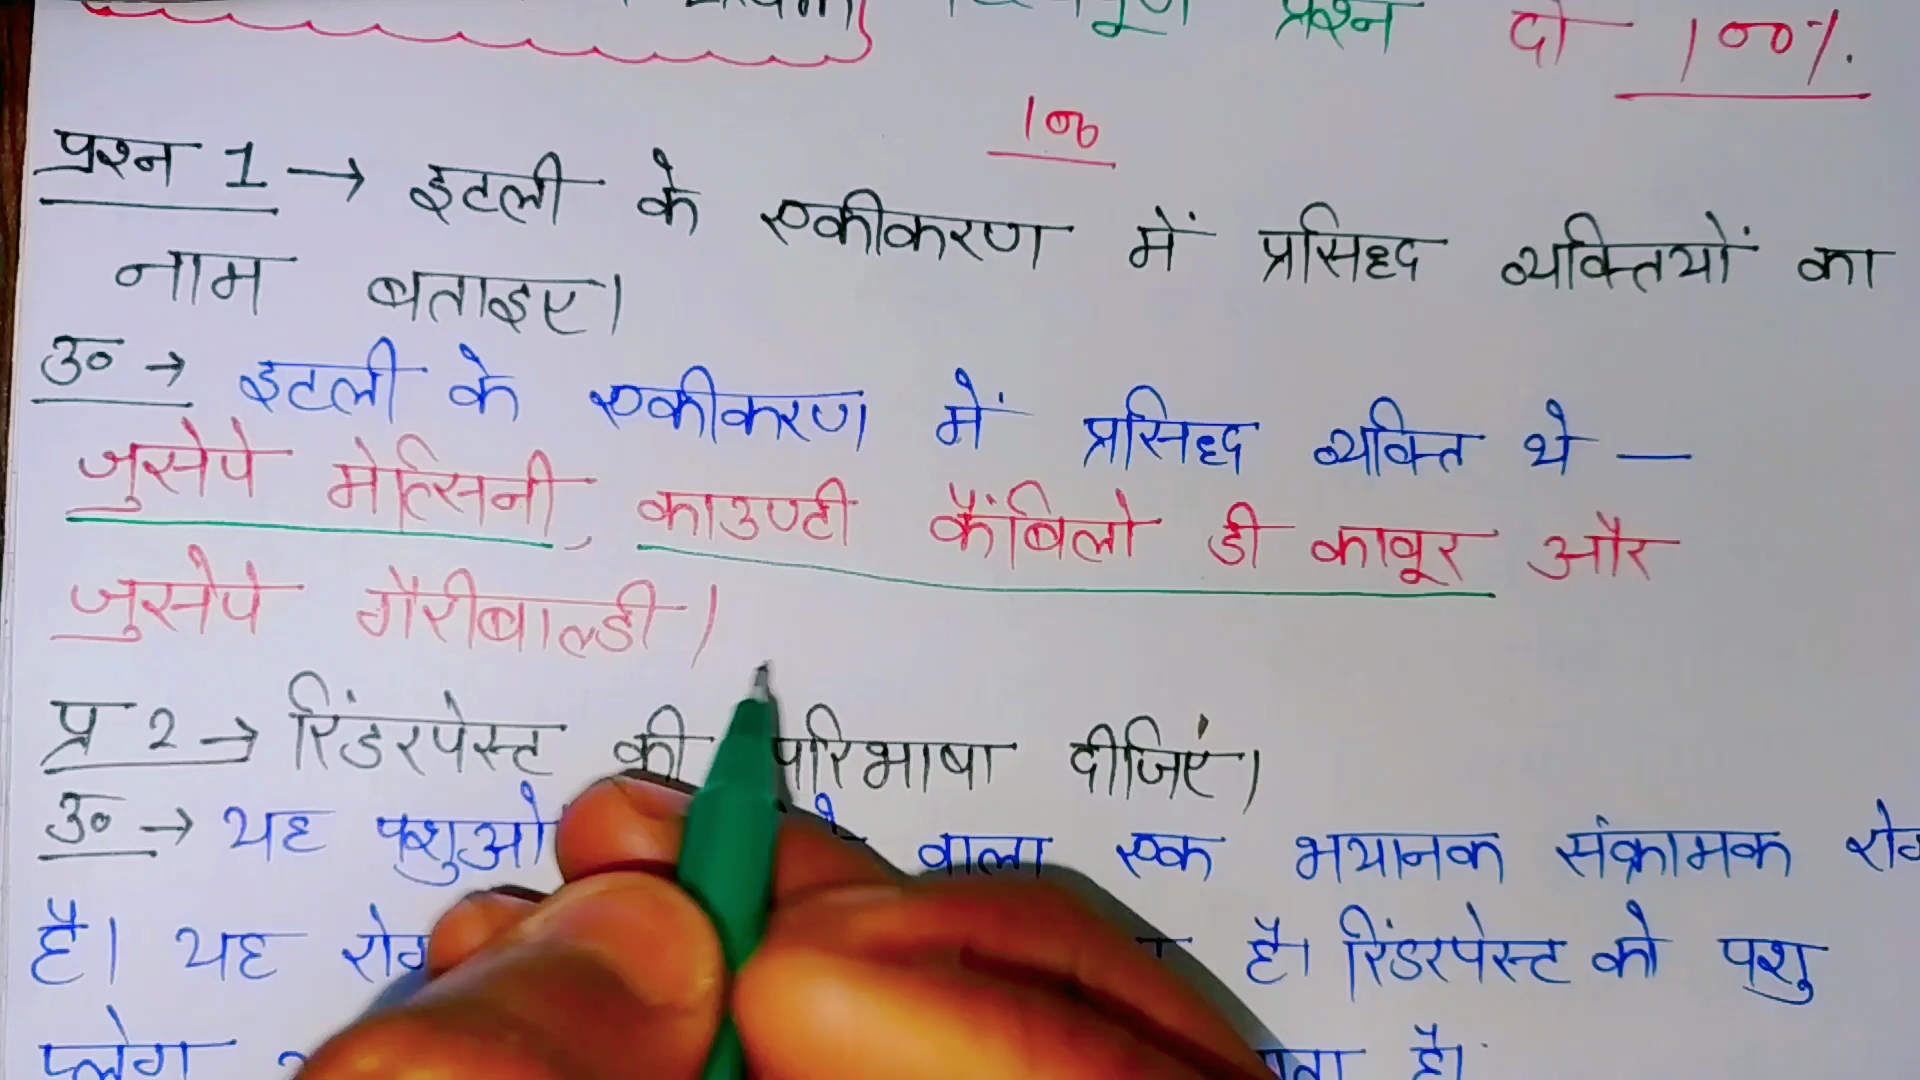 प्रश्न दो 100%.
100
प्रश्न 1 → इटली के एकीकरण में प्रसिद्ध व्यक्तियों का
नाम बताइए।
उ० → इटली के एकीकरण में प्रसिद्ध व्यक्ति थे —
जुसेपे मेत्सिनी, काउण्टी कैंबिलो डी कावूर और
जुसेपे गैरीबाल्डी।
प्र 2 → रिंडरपेस्ट की परिभाषा दीजिएं।
उ० → यह पशुओ वाला एक भयानक संक्रामक
है। यह है। रिंडरपेस्ट को पशु
प्लेग है।